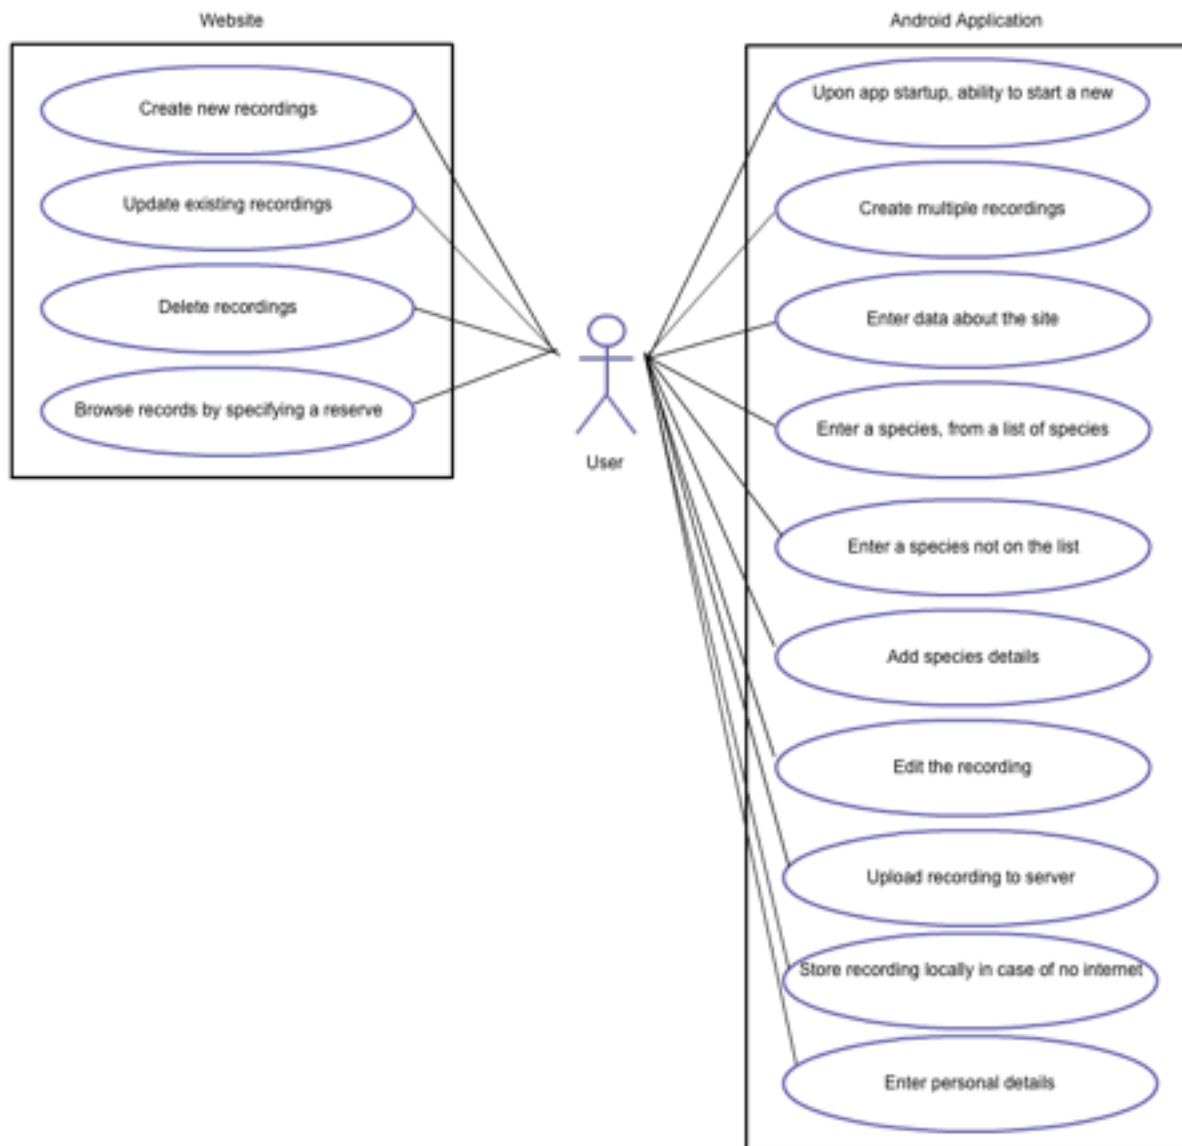 Website
Create new recordings
Update existing recordings
Delete recordings
Browse records by specifying a reserve
User
Android Application
Upon app startup, ability to start a new
Create multiple recordings
Enter data about the site
Enter a species, from a list of species
Enter a species not on the list
Add species details
Edit the recording
Upload recording to server
Store recording locally in case of no internet
Enter personal details